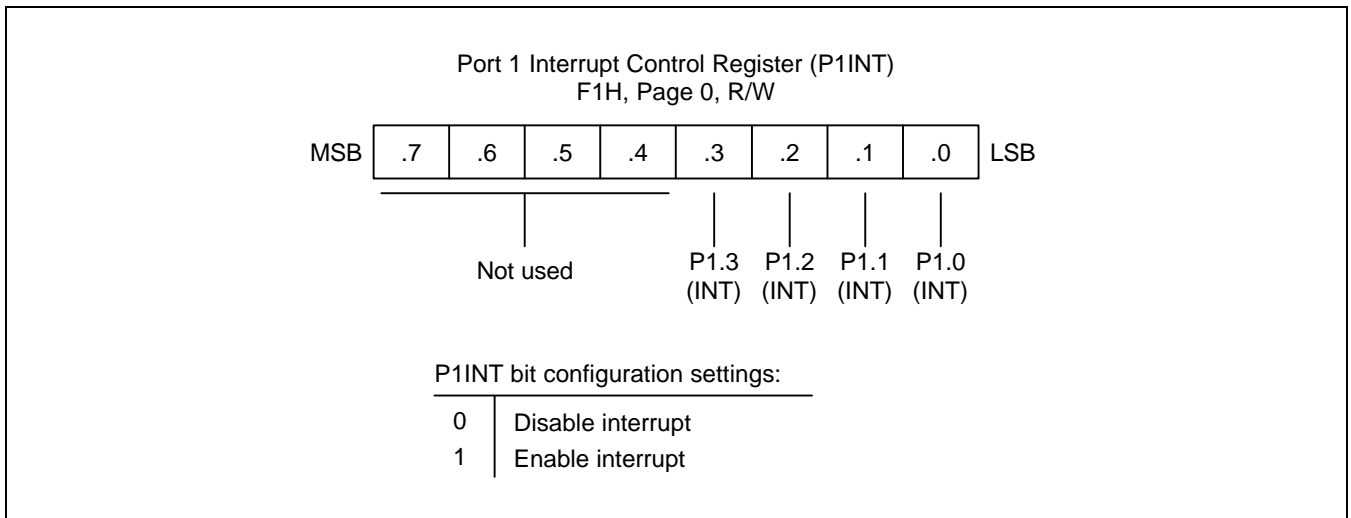 Port 1 Interrupt Control Register (P1INT)
F1H, Page 0, R/W
MSB .7 .6 .5 .4 .3 .2 .1 .0 LSB
Not used
P1.3 P1.2 P1.1 P1.0
(INT) (INT) (INT) (INT)
P1INT bit configuration settings:
0 Disable interrupt
1 Enable interrupt